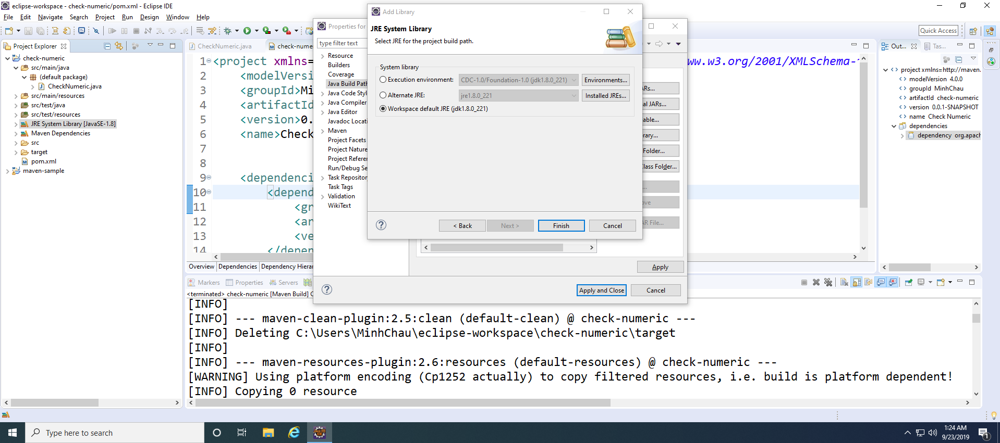 eclipse-workspace - check-numeric/pom.xml - Eclipse IDE
File Edit Navigate Search Project Run Design Window Help
Quick Access
Project Explorer
check-numeric
src/main/java
(default package)
CheckNumeric.java
src/main/resources
src/test/java
src/test/resources
JRE System Library [JavaSE-1.8]
Maven Dependencies
src
target
pom.xml
maven-sample
CheckNumeric.java
check-nume
1 <project xmlns=
ww.w3.org/2001/XMLSchema-
2 <modelVersi
3 <groupId>Mi
4 <artifactId
5 <version>0.
6 <name>Check
7
8
9 <dependenci
10 <depend
11 <gr
12 <ar
13 <ve
14 </depen
Overview Dependencies Dependency Hierar
Properties for
type filter text
Resource
Builders
Coverage
Java Build Path
Java Code Styl
Java Compiler
Java Editor
Javadoc Locati
Maven
Project Facets
Project Nature
Project Referer
Run/Debug Se
Task Repositor
Task Tags
Validation
WikiText
ARs...
al JARs...
able...
rary...
Folder...
lass Folder...
...
ove
AR File...
Apply
Apply and Close
Cancel
Add Library
JRE System Library
Select JRE for the project build path.
System library
Execution environment: CDC-1.0/Foundation-1.0 (jdk1.8.0_221) Environments...
Alternate JRE: jre1.8.0_221 Installed JREs...
Workspace default JRE (jdk1.8.0_221)
< Back Next > Finish Cancel
Out... Tas...
project xmlns=http://maven.
modelVersion 4.0.0
groupId MinhChau
artifactId check-numeric
version 0.0.1-SNAPSHOT
name Check Numeric
dependencies
dependency org.apach
Markers Properties Servers
<terminated> check-numeric [Maven Build] C
[INFO]
[INFO] --- maven-clean-plugin:2.5:clean (default-clean) @ check-numeric ---
[INFO] Deleting C:\Users\MinhChau\eclipse-workspace\check-numeric\target
[INFO]
[INFO] --- maven-resources-plugin:2.6:resources (default-resources) @ check-numeric ---
[WARNING] Using platform encoding (Cp1252 actually) to copy filtered resources, i.e. build is platform dependent!
[INFO] Copying 0 resource
Type here to search
1:24 AM
9/23/2019
1